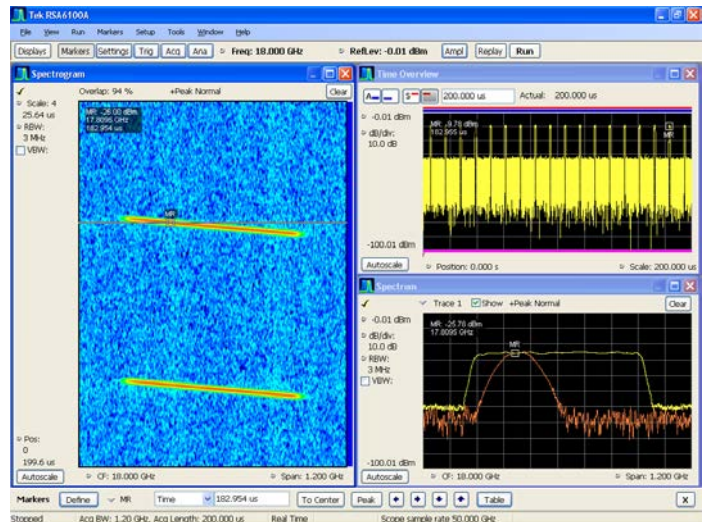 Tek RSA6100A
File View Run Markers Setup Tools Window Help
Displays Markers Settings Trig Acq Ana Freq: 18.000 GHz RefLev: -0.01 dBm Ampl Replay Run
Spectrogram
Overlap: 94 % +Peak Normal Clear
Scale: 4
25.64 us
RBW:
3 MHz
VBW:
MR: -26.00 dBm
17.8095 GHz
182.954 us
MR
Pos:
0
199.6 us
Autoscale CF: 18.000 GHz Span: 1.200 GHz
Time Overview
A 200.000 us Actual: 200.000 us
-0.01 dBm
dB/div:
10.0 dB
MR: -9.78 dBm
182.955 us
MR
-100.01 dBm
Autoscale Position: 0.000 s Scale: 200.000 us
Spectrum
Trace 1 Show +Peak Normal Clear
-0.01 dBm
dB/div:
10.0 dB
RBW:
3 MHz
VBW:
MR: -25.78 dBm
17.8095 GHz
MR
-100.01 dBm
Autoscale CF: 18.000 GHz Span: 1.200 GHz
Markers Define MR Time 182.954 us To Center Peak Table X
Stopped Acq BW: 1.20 GHz, Acq Length: 200.000 us Real Time Scope sample rate 50.000 GHz